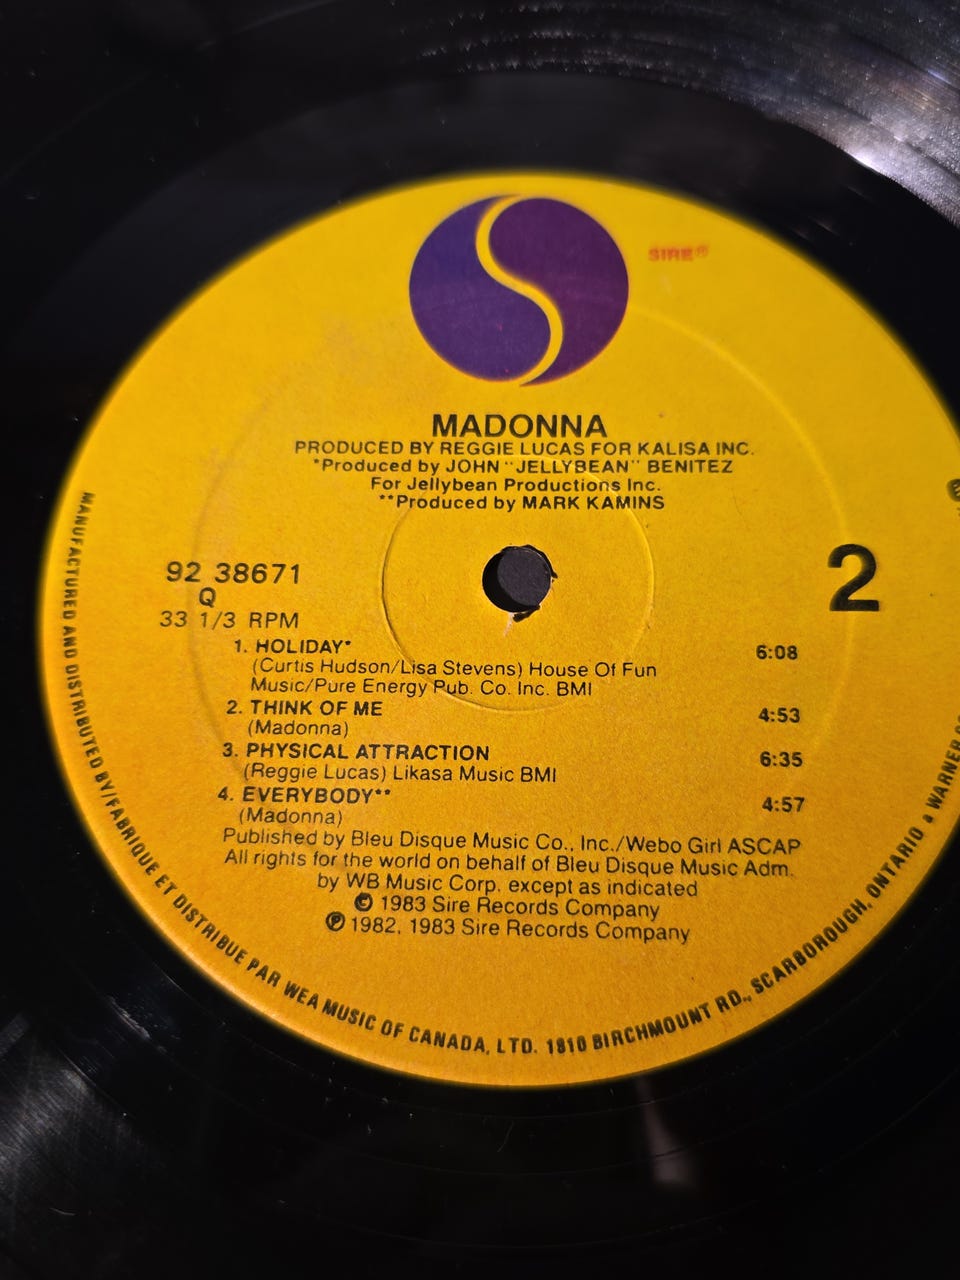 SIRE®
MADONNA
PRODUCED BY REGGIE LUCAS FOR KALISA INC.
*Produced by JOHN "JELLYBEAN" BENITEZ
For Jellybean Productions Inc.
**Produced by MARK KAMINS
92 38671
Q
33 1/3 RPM
2
1. HOLIDAY* 6:08
(Curtis Hudson/Lisa Stevens) House Of Fun
Music/Pure Energy Pub. Co. Inc. BMI
2. THINK OF ME 4:53
(Madonna)
3. PHYSICAL ATTRACTION 6:35
(Reggie Lucas) Likasa Music BMI
4. EVERYBODY** 4:57
(Madonna)
Published by Bleu Disque Music Co., Inc./Webo Girl ASCAP
All rights for the world on behalf of Bleu Disque Music Adm.
by WB Music Corp. except as indicated
© 1983 Sire Records Company
℗ 1982, 1983 Sire Records Company
MANUFACTURED AND DISTRIBUTED BY/FABRIQUE ET DISTRIBUE PAR WEA MUSIC OF CANADA, LTD. 1810 BIRCHMOUNT RD., SCARBOROUGH, ONTARIO a WARNER